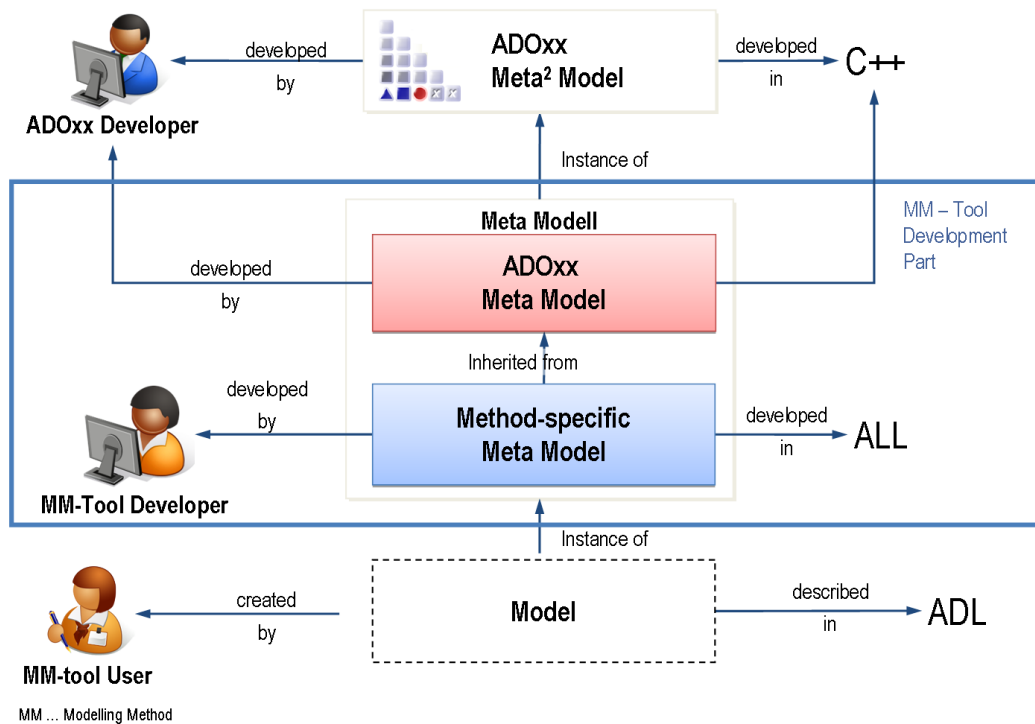 developed
by
ADOxx
Meta² Model
developed
in
C++
ADOxx Developer
Instance of
MM – Tool
Development
Part
Meta Modell
developed
by
ADOxx
Meta Model
Inherited from
developed
by
Method-specific
Meta Model
developed
in
ALL
MM-Tool Developer
Instance of
created
by
Model
described
in
ADL
MM-tool User
MM ... Modelling Method